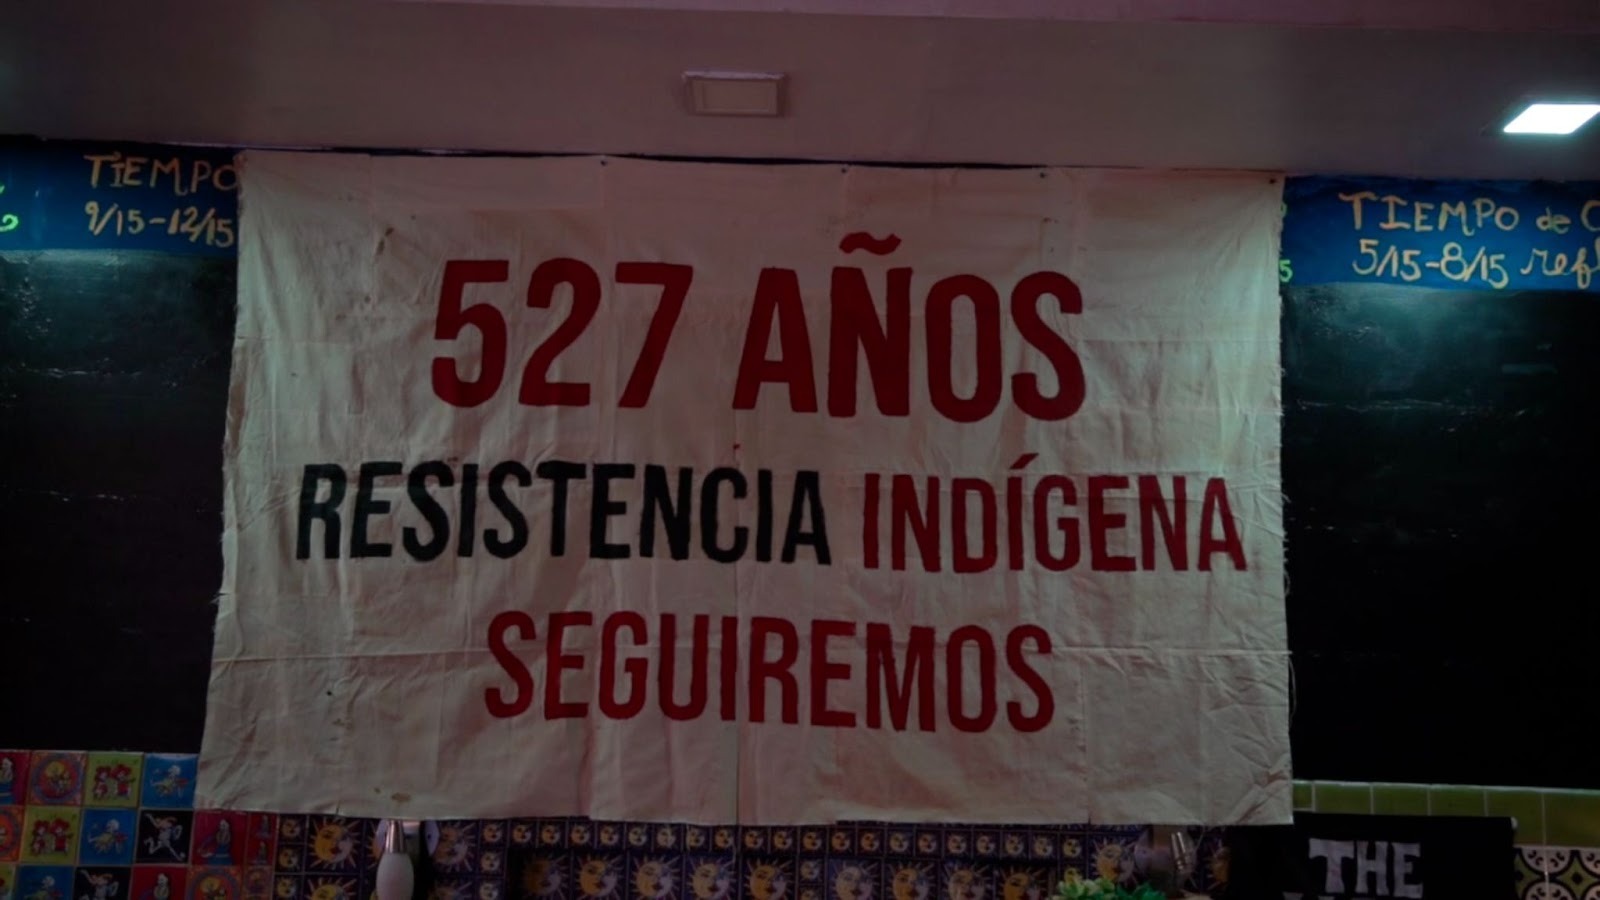 TIEMPO
9/15-12/15
527 AÑOS
RESISTENCIA INDÍGENA
SEGUIREMOS
TIEMPO de
5/15-8/15
THE